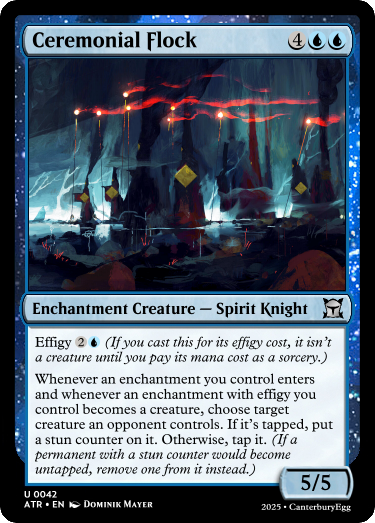 Ceremonial Flock 4
Enchantment Creature — Spirit Knight
Effigy 2 (If you cast this for its effigy cost, it isn't
a creature until you pay its mana cost as a sorcery.)
Whenever an enchantment you control enters
and whenever an enchantment with effigy you
control becomes a creature, choose target
creature an opponent controls. If it's tapped, put
a stun counter on it. Otherwise, tap it. (If a
permanent with a stun counter would become
untapped, remove one from it instead.)
5/5
U 0042
ATR • EN Dominik Mayer
2025 • CanterburyEgg